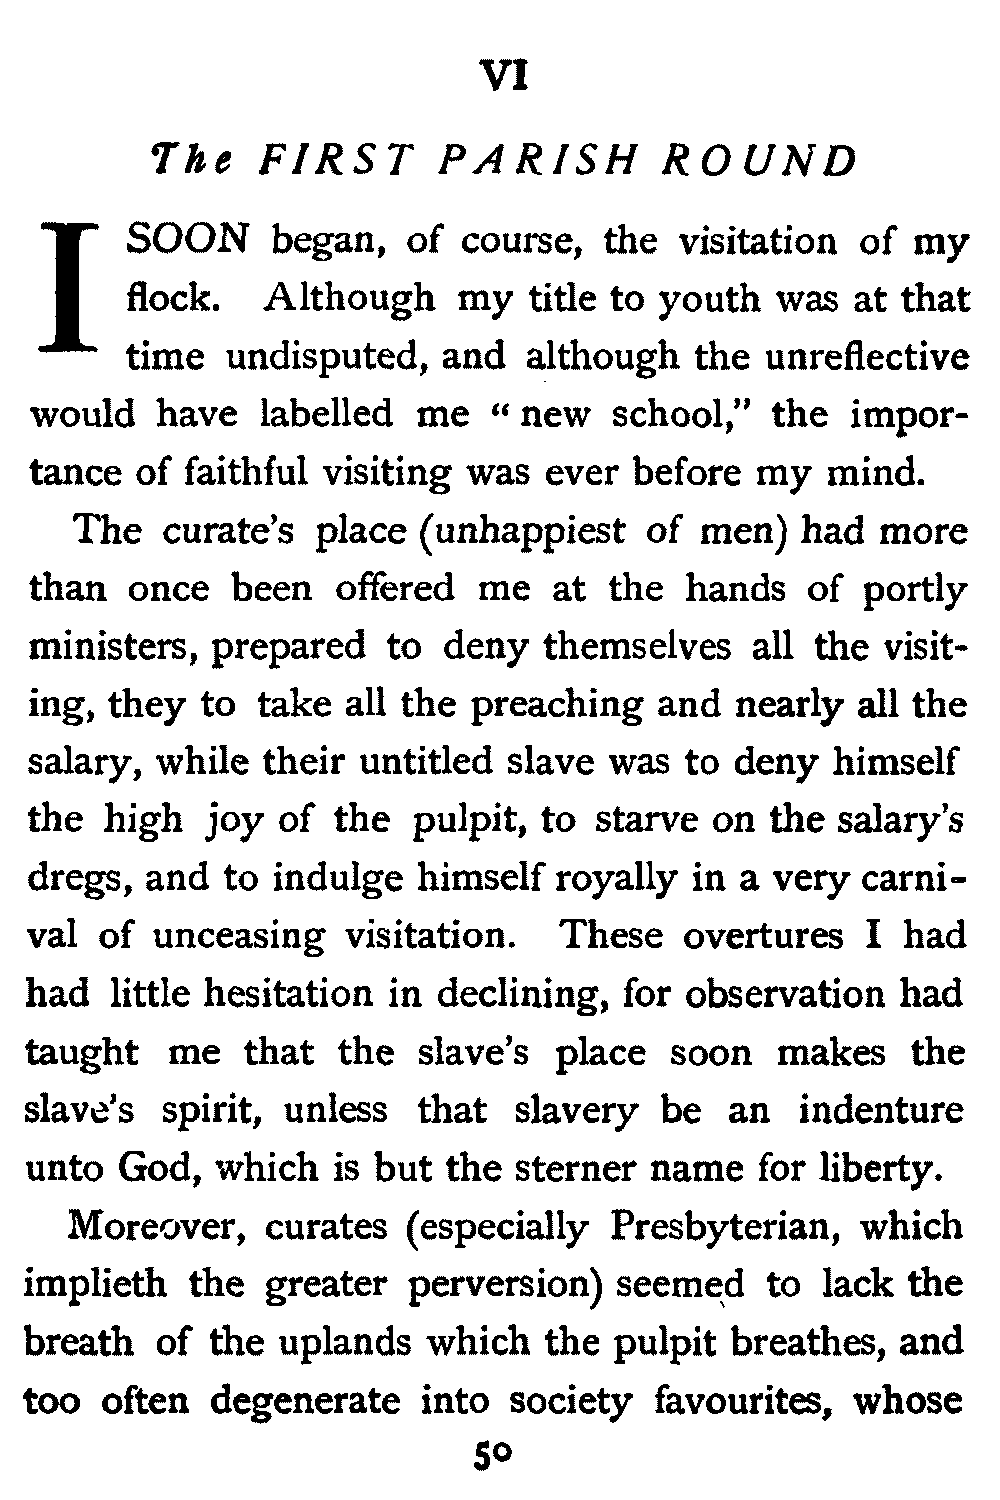 VI
The FIRST PARISH ROUND
I SOON began, of course, the visitation of my
flock. Although my title to youth was at that
time undisputed, and although the unreflective
would have labelled me “new school,” the impor-
tance of faithful visiting was ever before my mind.
The curate’s place (unhappiest of men) had more
than once been offered me at the hands of portly
ministers, prepared to deny themselves all the visit-
ing, they to take all the preaching and nearly all the
salary, while their untitled slave was to deny himself
the high joy of the pulpit, to starve on the salary’s
dregs, and to indulge himself royally in a very carni-
val of unceasing visitation. These overtures I had
had little hesitation in declining, for observation had
taught me that the slave’s place soon makes the
slave’s spirit, unless that slavery be an indenture
unto God, which is but the sterner name for liberty.
Moreover, curates (especially Presbyterian, which
implieth the greater perversion) seemed to lack the
breath of the uplands which the pulpit breathes, and
too often degenerate into society favourites, whose
50